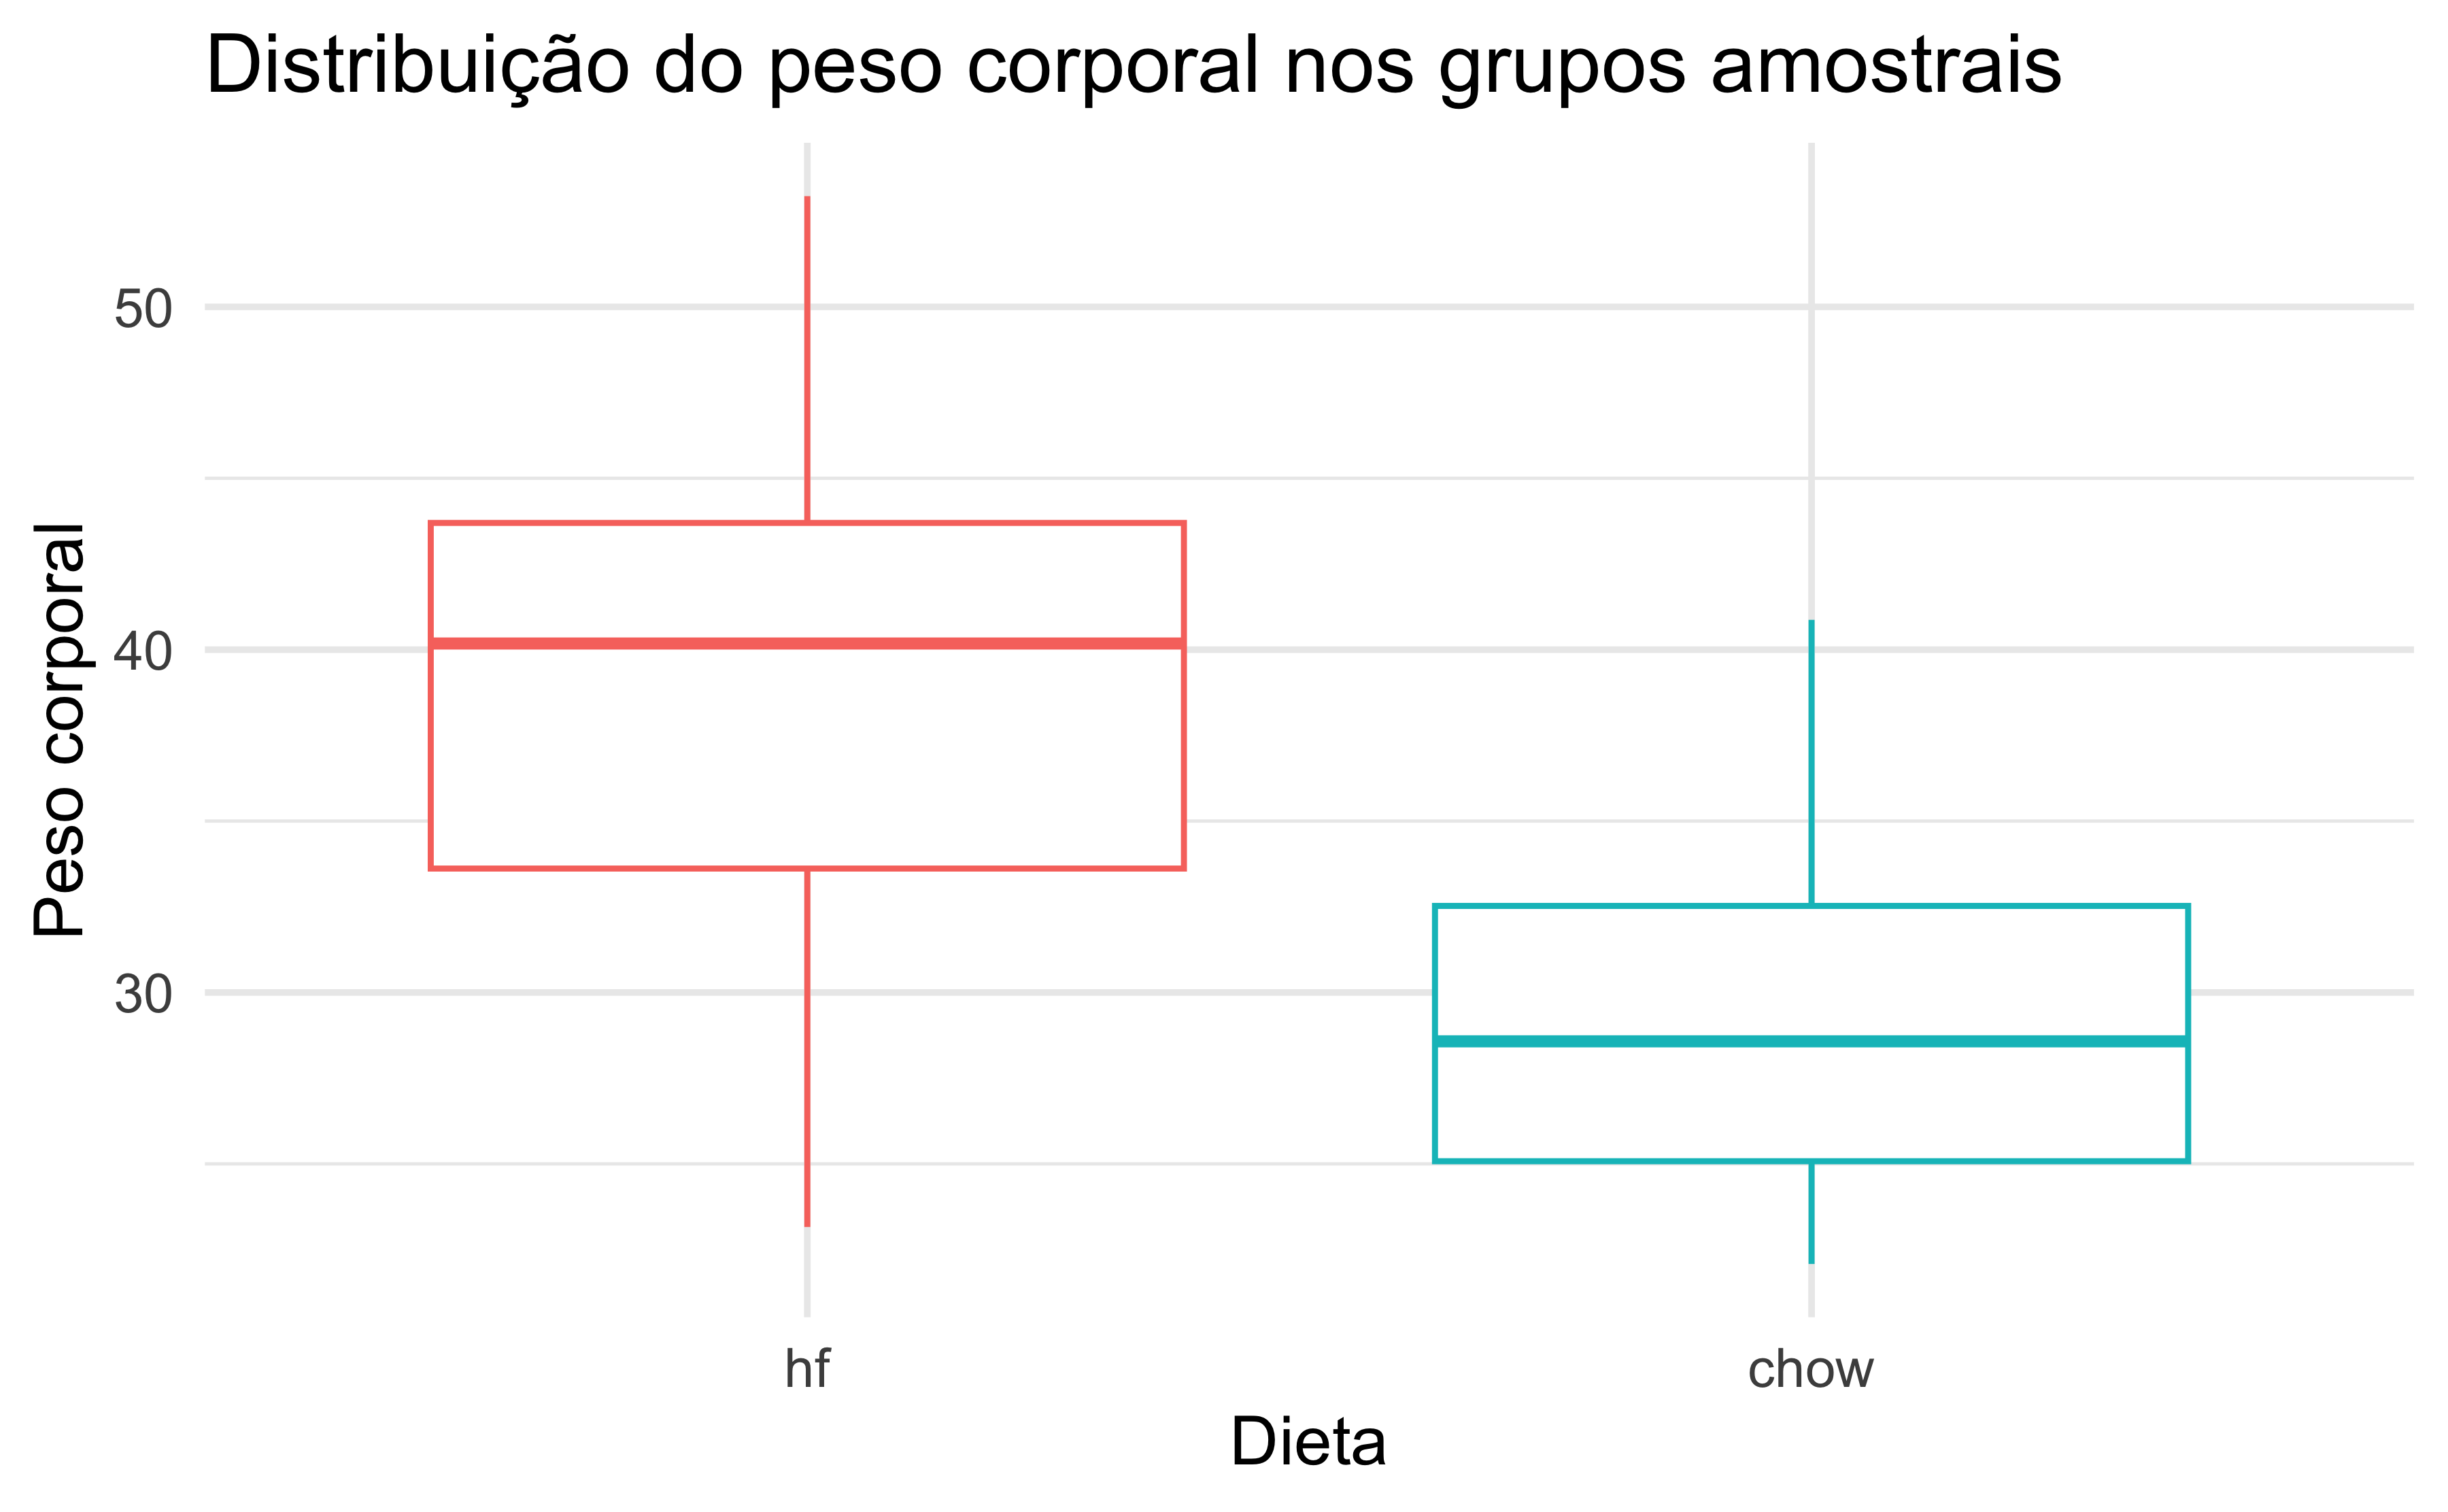 Distribuição do peso corporal nos grupos amostrais
Peso corporal
50
40
30
hf
chow
Dieta